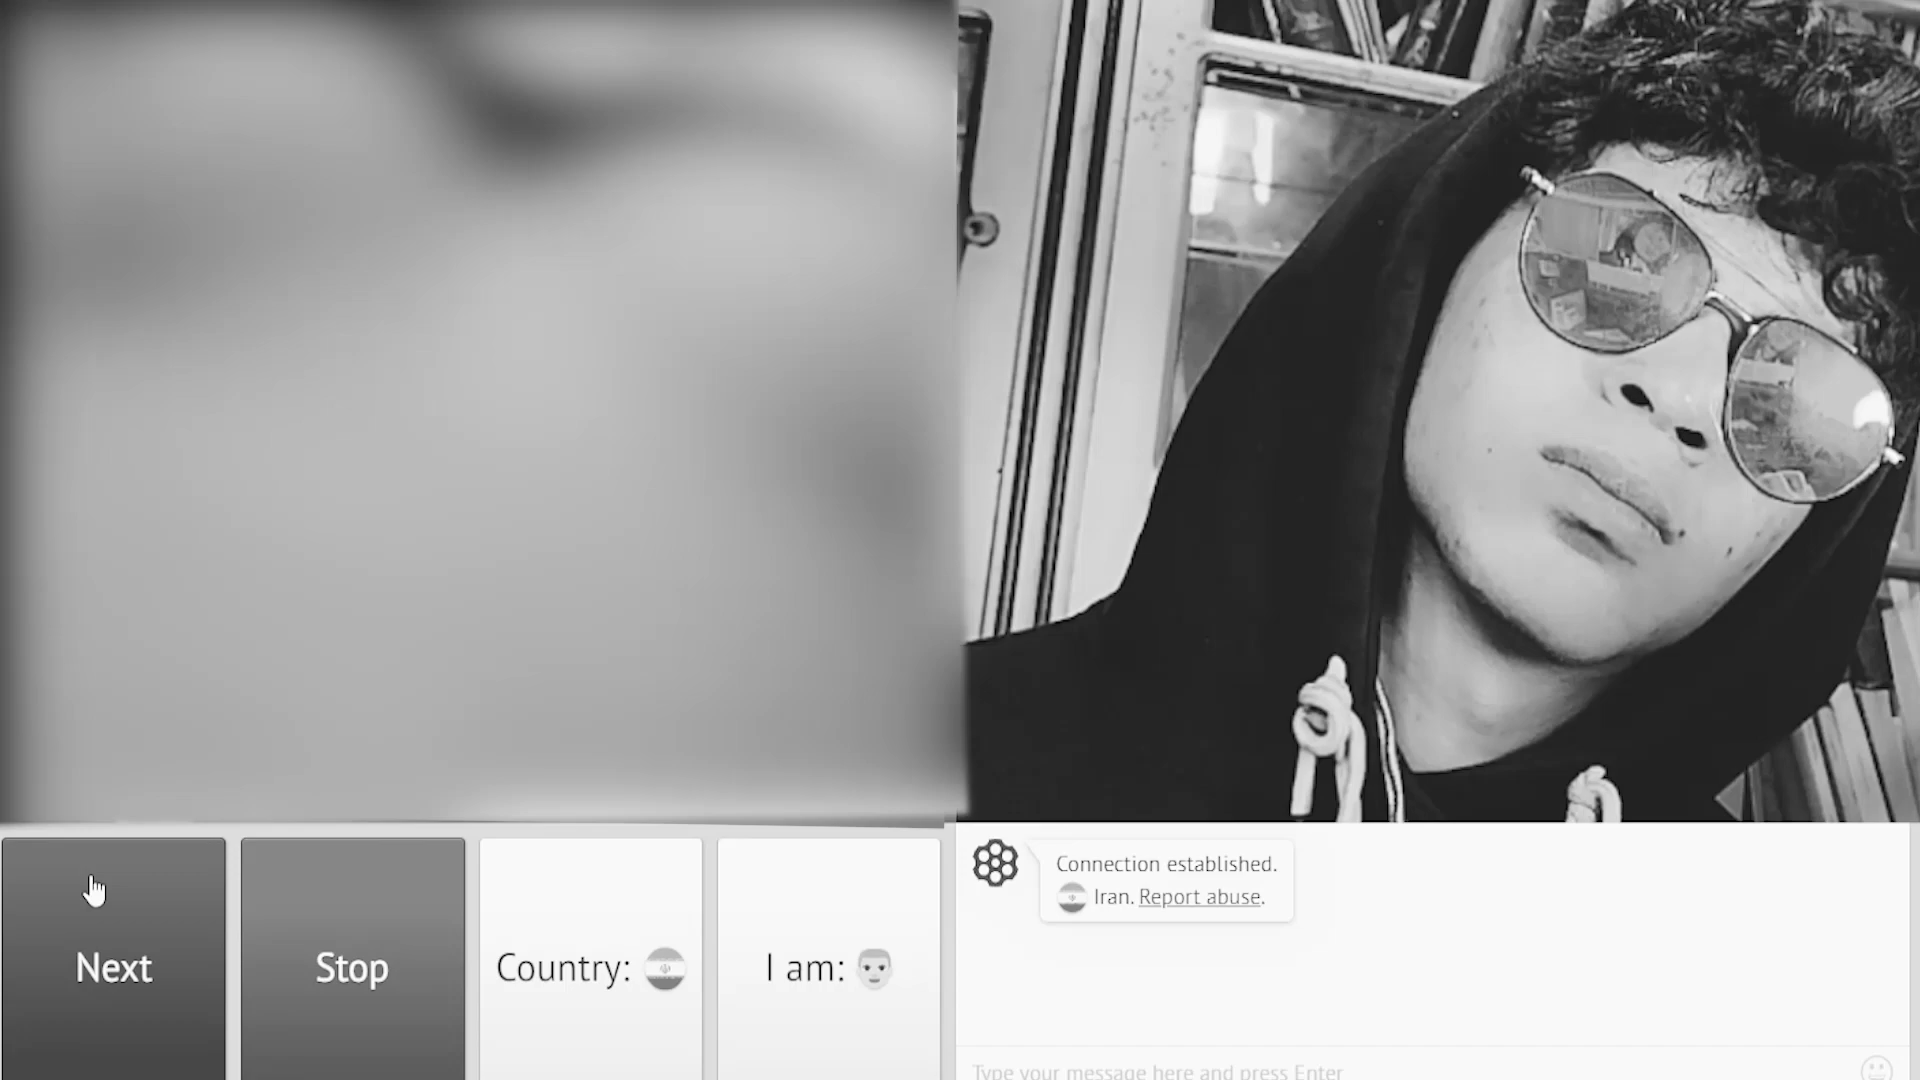 Connection established.
Iran. Report abuse.
Next
Stop
Country:
I am:
Type your message here and press Enter